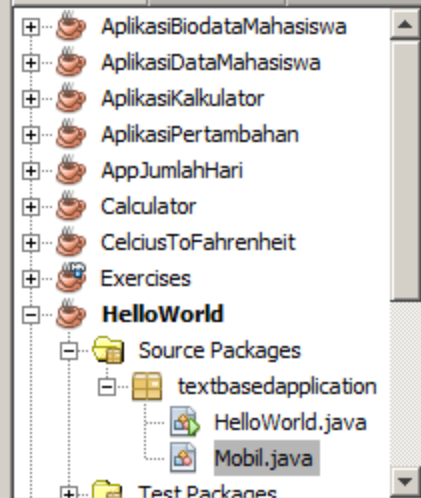 AplikasiBiodataMahasiswa
AplikasiDataMahasiswa
AplikasiKalkulator
AplikasiPertambahan
AppJumlahHari
Calculator
CelciusToFahrenheit
Exercises
HelloWorld
Source Packages
textbasedapplication
HelloWorld.java
Mobil.java
Test Packages